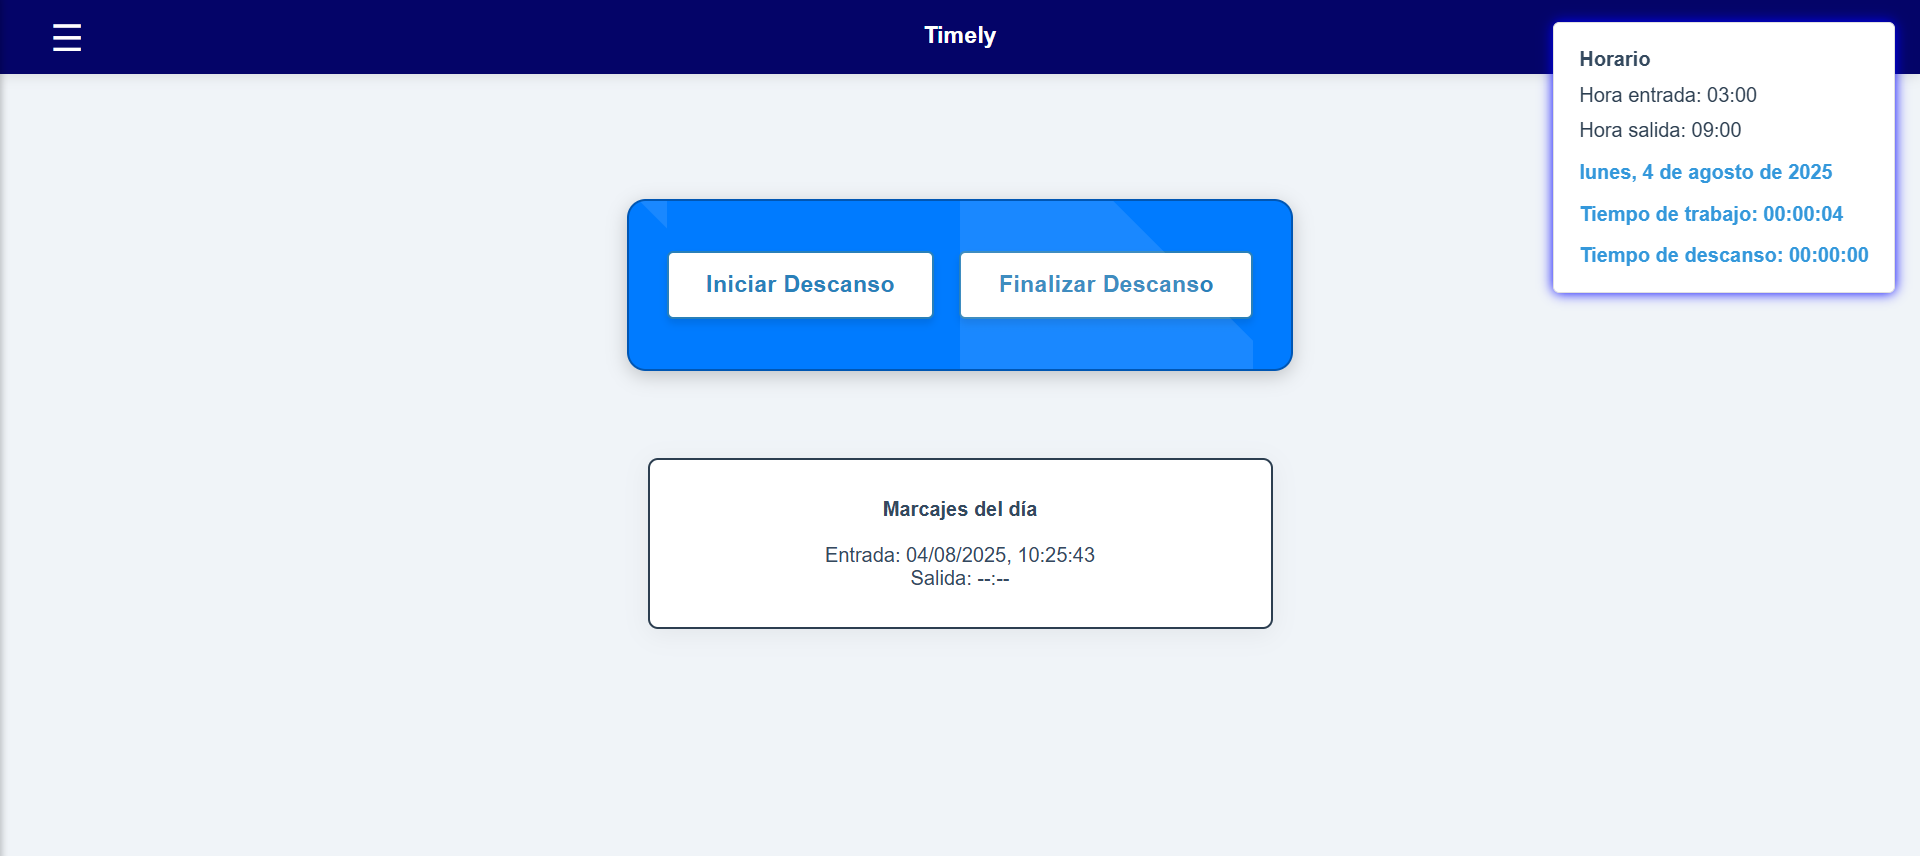 Timely
Horario
Hora entrada: 03:00
Hora salida: 09:00
lunes, 4 de agosto de 2025
Tiempo de trabajo: 00:00:04
Tiempo de descanso: 00:00:00
Iniciar Descanso
Finalizar Descanso
Marcajes del día
Entrada: 04/08/2025, 10:25:43
Salida: --:--